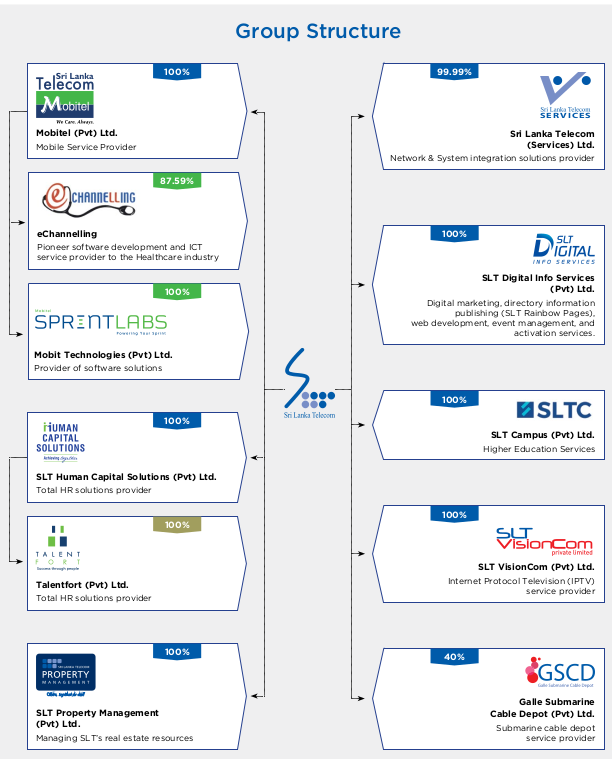 Group Structure
100%
Sri Lanka
Telecom
Mobitel
We Care. Always.
Mobitel (Pvt) Ltd.
Mobile Service Provider
87.59%
e CHANNELLING
eChannelling
Pioneer software development and ICT
service provider to the Healthcare industry
100%
Mobitel
SPRINTLABS
Powering Your Sprint
Mobit Technologies (Pvt) Ltd.
Provider of software solutions
100%
HUMAN
CAPITAL
SOLUTIONS
SLT Human Capital Solutions (Pvt) Ltd.
Total HR solutions provider
100%
TALENT
FORT
Success through people
Talentfort (Pvt) Ltd.
Total HR solutions provider
100%
SRI LANKA TELECOM
PROPERTY
MANAGEMENT
SLT Property Management
(Pvt) Ltd.
Managing SLT's real estate resources
Sri Lanka Telecom
99.99%
Sri Lanka Telecom
SERVICES
Sri Lanka Telecom
(Services) Ltd.
Network & System integration solutions provider
100%
SLT
DIGITAL
INFO SERVICES
SLT Digital Info Services
(Pvt) Ltd.
Digital marketing, directory information
publishing (SLT Rainbow Pages),
web development, event management, and
activation services.
100%
SLTC
SLT Campus (Pvt) Ltd.
Higher Education Services
100%
SLT
VisionCom
private limited
SLT VisionCom (Pvt) Ltd.
Internet Protocol Television (IPTV)
service provider
40%
GSCD
Galle Submarine Cable Depot
Galle Submarine
Cable Depot (Pvt) Ltd.
Submarine cable depot
service provider